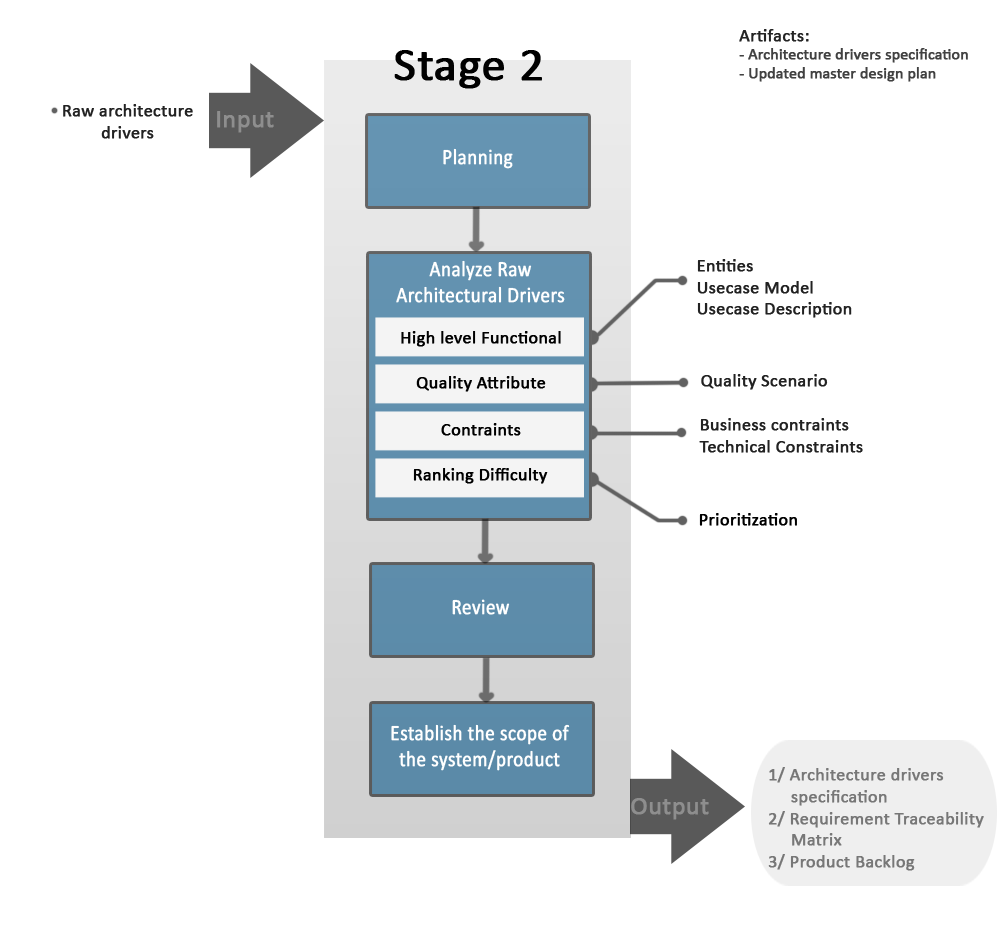 Artifacts:
- Architecture drivers specification
- Updated master design plan
Stage 2
• Raw architecture
drivers
Input
Planning
Analyze Raw
Architectural Drivers
High level Functional
Entities
Usecase Model
Usecase Description
Quality Attribute
Quality Scenario
Contraints
Business contraints
Technical Constraints
Ranking Difficulty
Prioritization
Review
Establish the scope of
the system/product
Output
1/ Architecture drivers
specification
2/ Requirement Traceability
Matrix
3/ Product Backlog